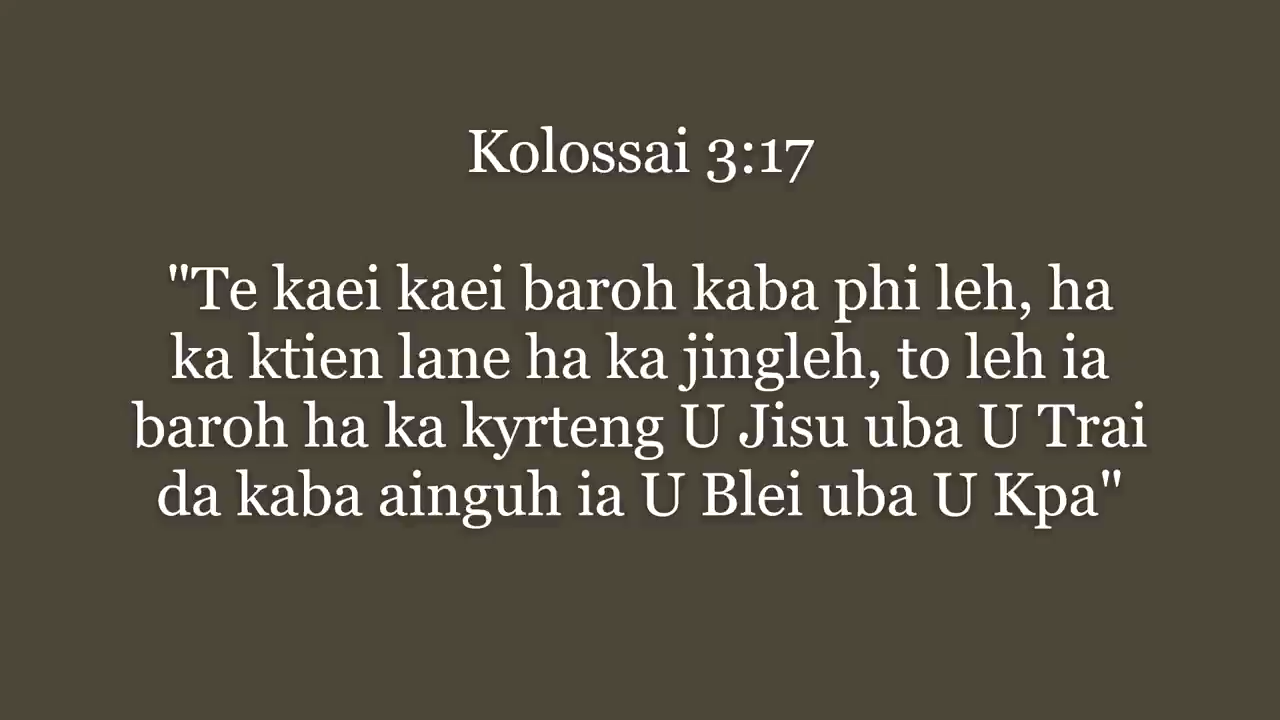 Kolossai 3:17
"Te kaei kaei baroh kaba phi leh, ha
ka ktien lane ha ka jingleh, to leh ia
baroh ha ka kyrteng U Jisu uba U Trai
da kaba ainguh ia U Blei uba U Kpa"